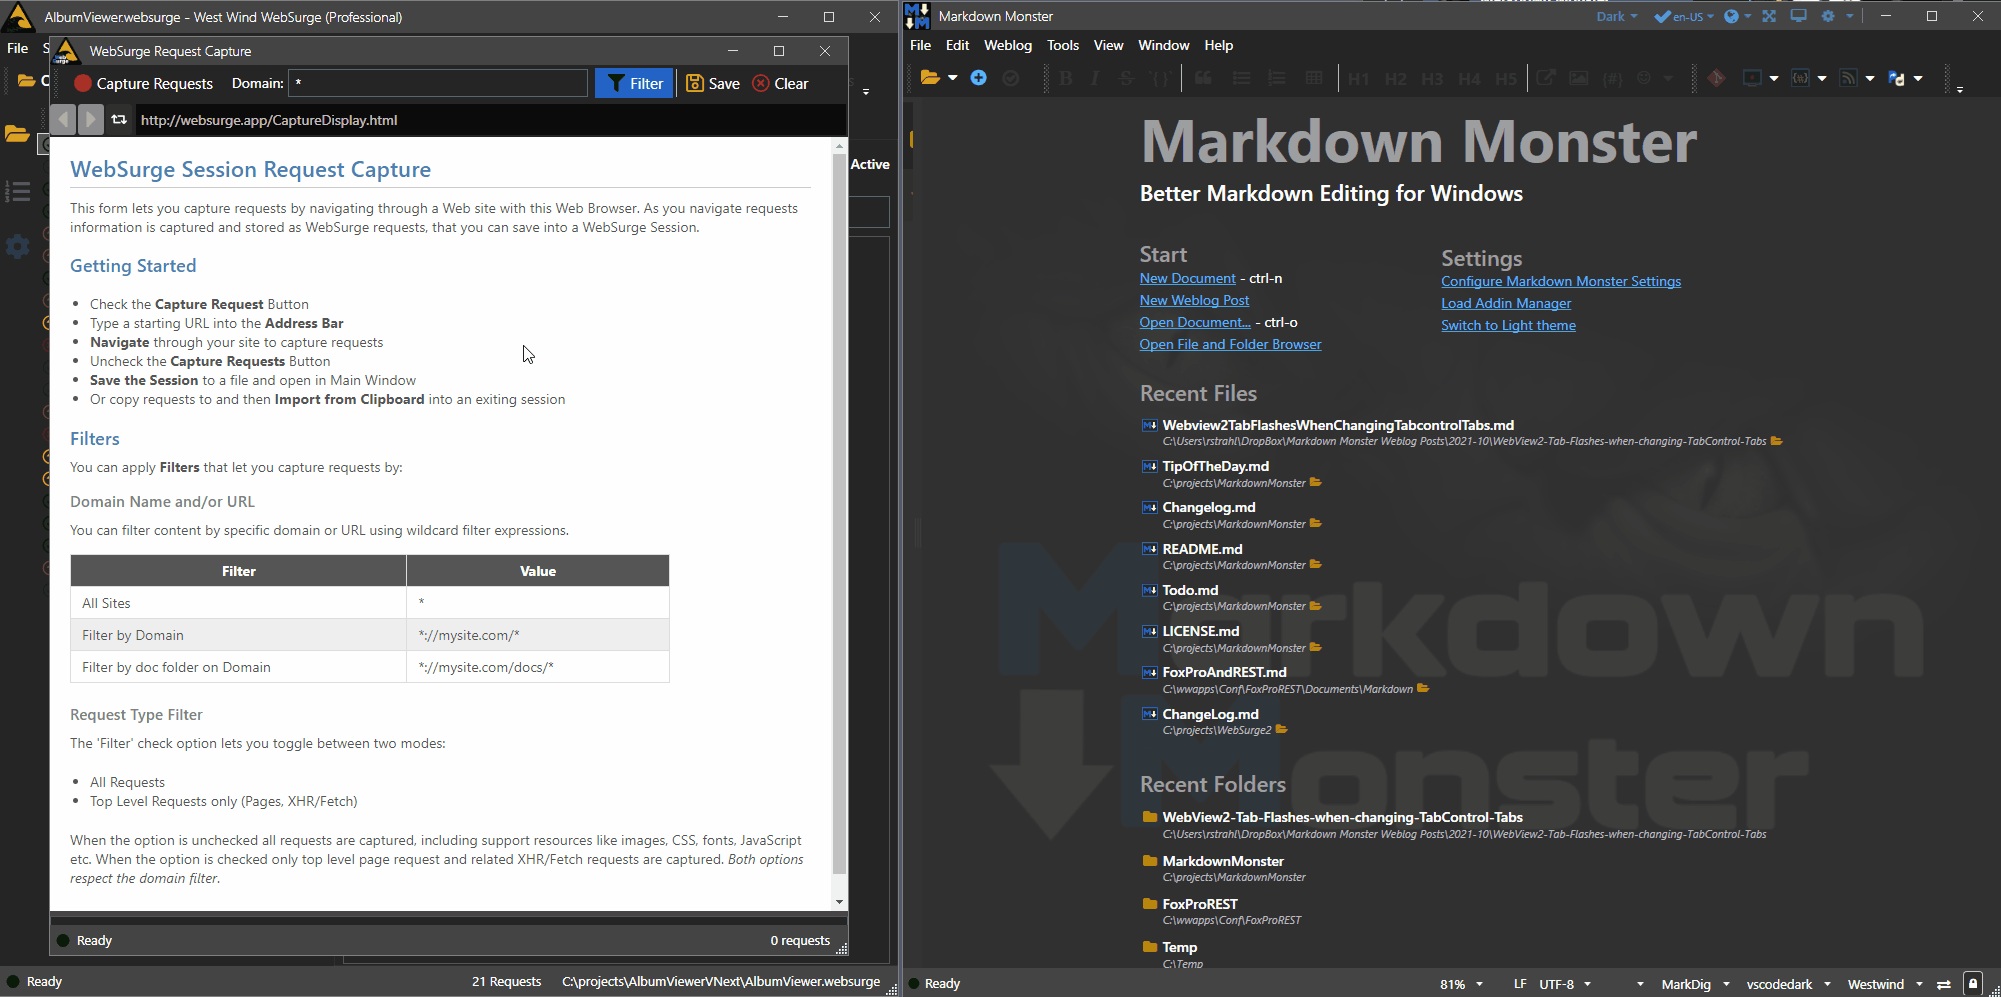 AlbumViewer.websurge - West Wind WebSurge (Professional)
File
WebSurge Request Capture
Capture Requests Domain: * Filter Save Clear
http://websurge.app/CaptureDisplay.html
Active
WebSurge Session Request Capture
This form lets you capture requests by navigating through a Web site with this Web Browser. As you navigate requests
information is captured and stored as WebSurge requests, that you can save into a WebSurge Session.
Getting Started
Check the Capture Request Button
Type a starting URL into the Address Bar
Navigate through your site to capture requests
Uncheck the Capture Requests Button
Save the Session to a file and open in Main Window
Or copy requests to and then Import from Clipboard into an exiting session
Filters
You can apply Filters that let you capture requests by:
Domain Name and/or URL
You can filter content by specific domain or URL using wildcard filter expressions.
Filter Value
All Sites *
Filter by Domain *://mysite.com/*
Filter by doc folder on Domain *://mysite.com/docs/*
Request Type Filter
The 'Filter' check option lets you toggle between two modes:
All Requests
Top Level Requests only (Pages, XHR/Fetch)
When the option is unchecked all requests are captured, including support resources like images, CSS, fonts, JavaScript
etc. When the option is checked only top level page request and related XHR/Fetch requests are captured. Both options
respect the domain filter.
Ready 0 requests
Ready 21 Requests C:\projects\AlbumViewerVNext\AlbumViewer.websurge
Markdown Monster Dark en-US
File Edit Weblog Tools View Window Help
B I S H1 H2 H3 H4 H5
Markdown Monster
Better Markdown Editing for Windows
Start
New Document - ctrl-n
New Weblog Post
Open Document... - ctrl-o
Open File and Folder Browser
Settings
Configure Markdown Monster Settings
Load Addin Manager
Switch to Light theme
Recent Files
Webview2TabFlashesWhenChangingTabcontrolTabs.md
C:\Users\rstrahl\DropBox\Markdown Monster Weblog Posts\2021-10\WebView2-Tab-Flashes-when-changing-TabControl-Tabs
TipOfTheDay.md
C:\projects\MarkdownMonster
Changelog.md
C:\projects\MarkdownMonster
README.md
C:\projects\MarkdownMonster
Todo.md
C:\projects\MarkdownMonster
LICENSE.md
C:\projects\MarkdownMonster
FoxProAndREST.md
C:\wwapps\Conf\FoxProREST\Documents\Markdown
ChangeLog.md
C:\projects\WebSurge2
Recent Folders
WebView2-Tab-Flashes-when-changing-TabControl-Tabs
C:\Users\rstrahl\DropBox\Markdown Monster Weblog Posts\2021-10\WebView2-Tab-Flashes-when-changing-TabControl-Tabs
MarkdownMonster
C:\projects\MarkdownMonster
FoxProREST
C:\wwapps\Conf\FoxProREST
Temp
C:\Temp
Markdown
Monster
Ready 81% LF UTF-8 MarkDig vscodedark Westwind